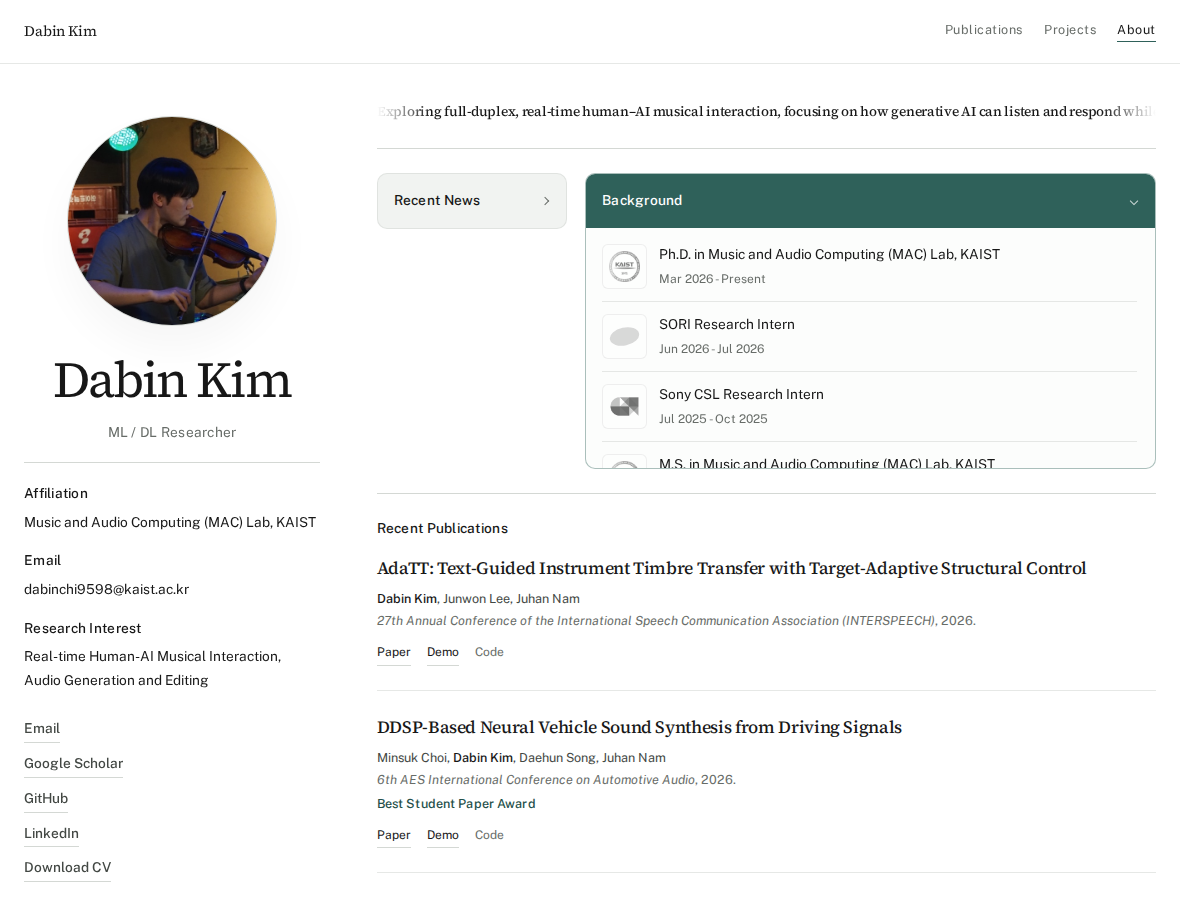 Dabin Kim
Publications
Projects
About
Exploring full-duplex, real-time human–AI musical interaction, focusing on how generative AI can listen and respond while
Dabin Kim
ML / DL Researcher
Affiliation
Music and Audio Computing (MAC) Lab, KAIST
Email
dabinchi9598@kaist.ac.kr
Research Interest
Real-time Human-AI Musical Interaction,
Audio Generation and Editing
Email
Google Scholar
GitHub
LinkedIn
Download CV
Recent News
Background
KAIST
Ph.D. in Music and Audio Computing (MAC) Lab, KAIST
Mar 2026 - Present
SORI Research Intern
Jun 2026 - Jul 2026
Sony CSL Research Intern
Jul 2025 - Oct 2025
M.S. in Music and Audio Computing (MAC) Lab, KAIST
Recent Publications
AdaTT: Text-Guided Instrument Timbre Transfer with Target-Adaptive Structural Control
Dabin Kim, Junwon Lee, Juhan Nam
27th Annual Conference of the International Speech Communication Association (INTERSPEECH), 2026.
Paper Demo Code
DDSP-Based Neural Vehicle Sound Synthesis from Driving Signals
Minsuk Choi, Dabin Kim, Daehun Song, Juhan Nam
6th AES International Conference on Automotive Audio, 2026.
Best Student Paper Award
Paper Demo Code